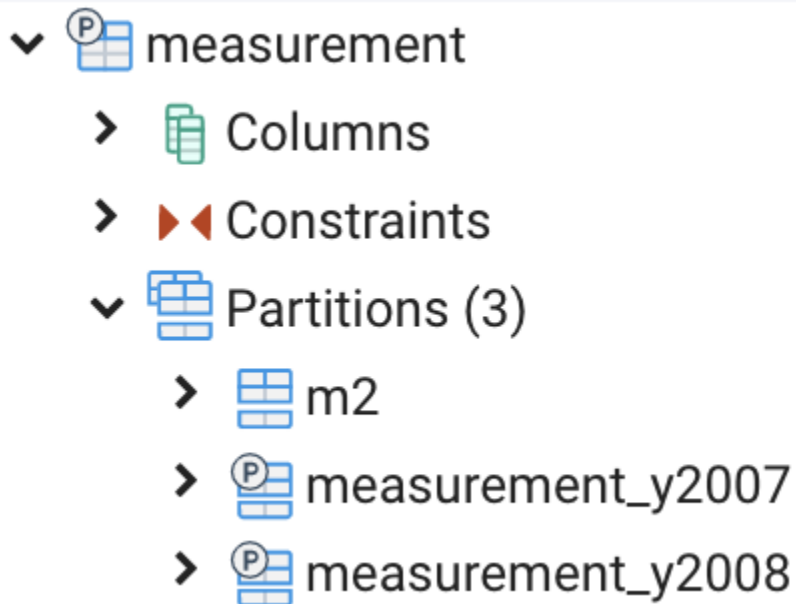 P measurement
Columns
Constraints
Partitions (3)
m2
P measurement_y2007
P measurement_y2008